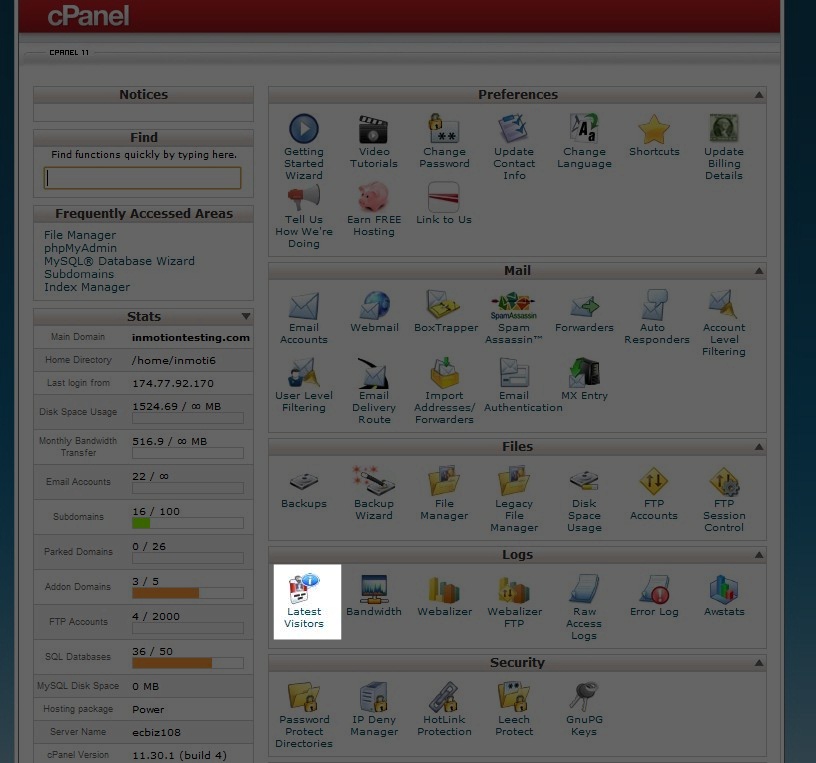 cPanel
CPANEL 11
Notices
Find
Find functions quickly by typing here.
Frequently Accessed Areas
File Manager
phpMyAdmin
MySQL® Database Wizard
Subdomains
Index Manager
Stats
Main Domain inmotiontesting.com
Home Directory /home/inmoti6
Last login from 174.77.92.170
Disk Space Usage 1524.69 / ∞ MB
Monthly Bandwidth
Transfer
516.9 / ∞ MB
Email Accounts 22 / ∞
Subdomains 16 / 100
Parked Domains 0 / 26
Addon Domains 3 / 5
FTP Accounts 4 / 2000
SQL Databases 36 / 50
MySQL Disk Space 0 MB
Hosting package Power
Server Name ecbiz108
cPanel Version 11.30.1 (build 4)
Preferences
Getting
Started
Wizard
Video
Tutorials
Change
Password
Update
Contact
Info
Change
Language
Shortcuts
Update
Billing
Details
Tell Us
How We're
Doing
Earn FREE
Hosting
Link to Us
Mail
Email
Accounts
Webmail
BoxTrapper
SpamAssassin
Spam
Assassin™
Forwarders
Auto
Responders
Account
Level
Filtering
User Level
Filtering
Email
Delivery
Route
Import
Addresses/
Forwarders
Email
Authentication
MX Entry
Files
Backups
Backup
Wizard
File
Manager
Legacy
File
Manager
Disk
Space
Usage
FTP
Accounts
FTP
Session
Control
Logs
Latest
Visitors
Bandwidth
Webalizer
Webalizer
FTP
Raw
Access
Logs
Error Log
Awstats
Security
Password
Protect
Directories
IP Deny
Manager
HotLink
Protection
Leech
Protect
GnuPG
Keys